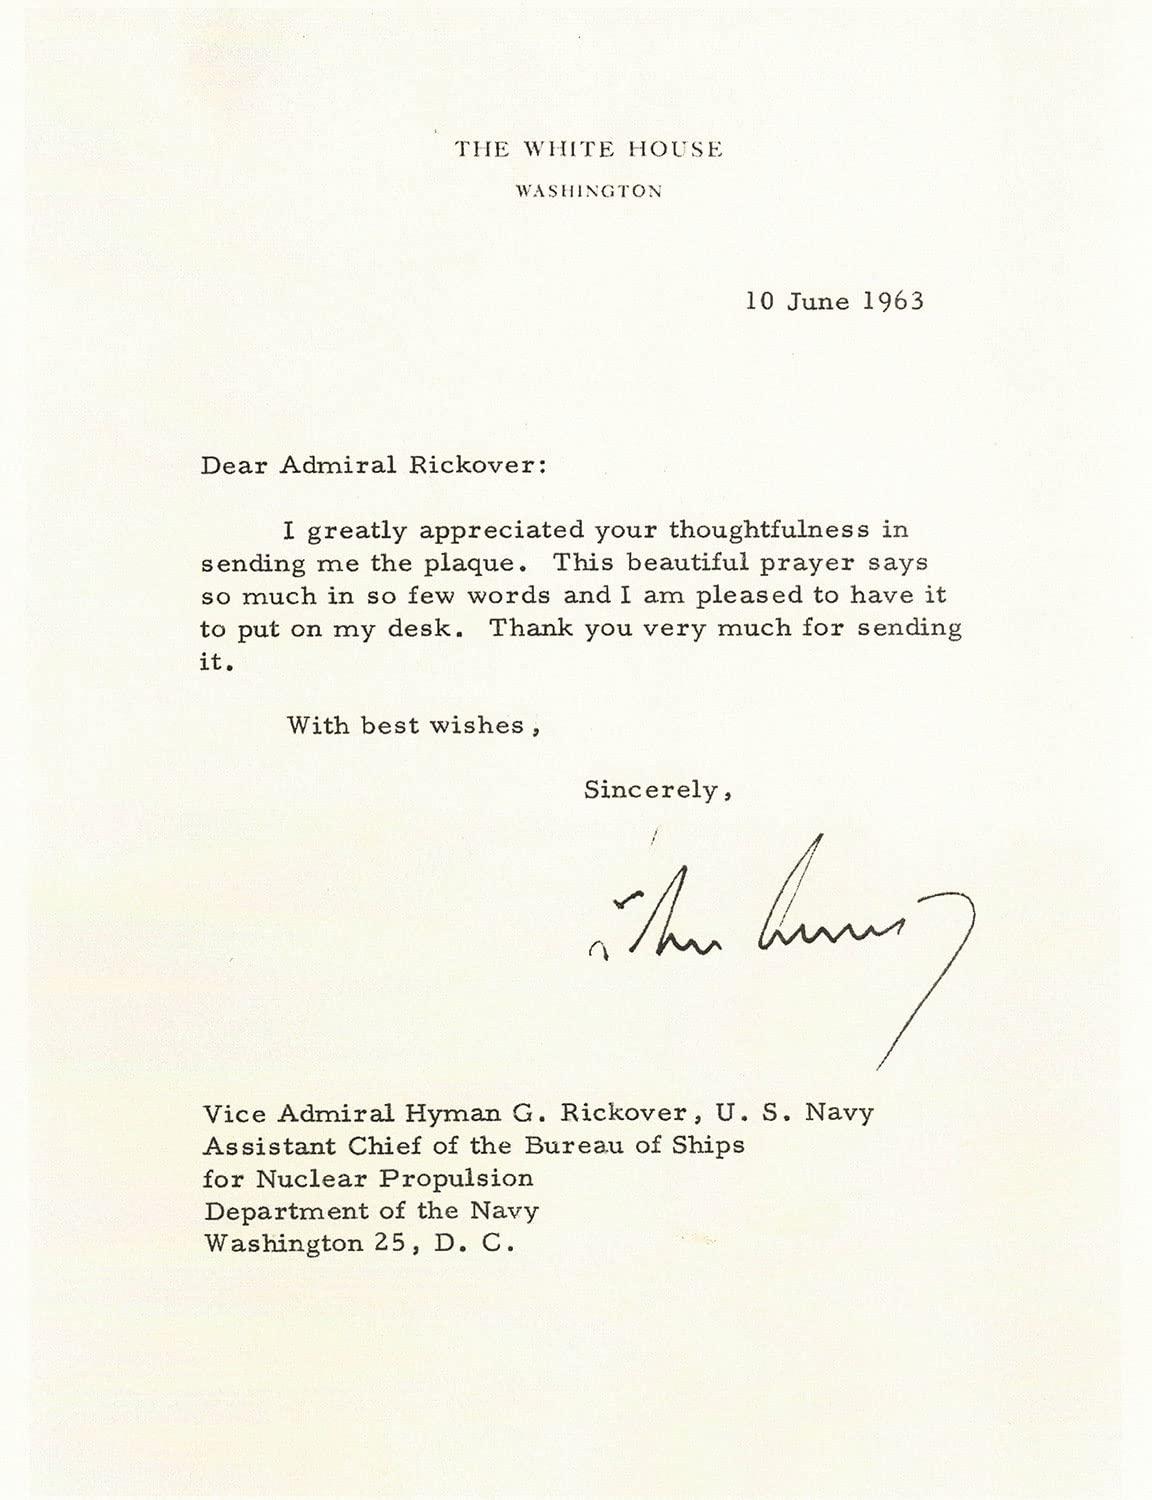 THE WHITE HOUSE
WASHINGTON
10 June 1963
Dear Admiral Rickover:
I greatly appreciated your thoughtfulness in
sending me the plaque. This beautiful prayer says
so much in so few words and I am pleased to have it
to put on my desk. Thank you very much for sending
it.
With best wishes,
Sincerely,
Vice Admiral Hyman G. Rickover, U. S. Navy
Assistant Chief of the Bureau of Ships
for Nuclear Propulsion
Department of the Navy
Washington 25, D. C.